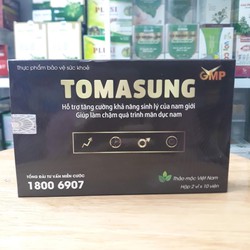 Thực phẩm bảo vệ sức khoẻ
TOMASUNG
GMP
Hỗ trợ tăng cường khả năng sinh lý của nam giới
Giúp làm chậm quá trình mãn dục nam
TỔNG ĐÀI TƯ VẤN MIỄN CƯỚC
1800 6907
Thảo mộc Việt Nam
Hộp 2 vỉ x 10 viên